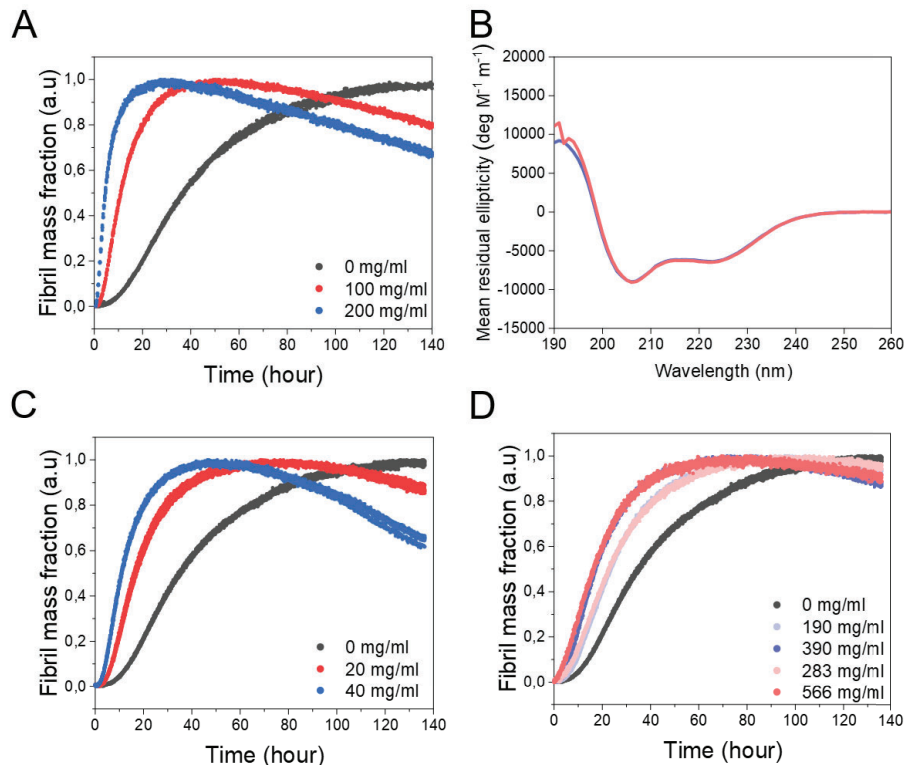 A
Fibril mass fraction (a.u)
1,0
0,8
0,6
0,4
0,2
0,0
0 mg/ml
100 mg/ml
200 mg/ml
0 20 40 60 80 100 120 140
Time (hour)
B
Mean residual ellipticity (deg M⁻¹ m⁻¹)
20000
15000
10000
5000
0
-5000
-10000
-15000
190 200 210 220 230 240 250 260
Wavelength (nm)
C
Fibril mass fraction (a.u)
1,0
0,8
0,6
0,4
0,2
0,0
0 mg/ml
20 mg/ml
40 mg/ml
0 20 40 60 80 100 120 140
Time (hour)
D
Fibril mass fraction (a.u)
1,0
0,8
0,6
0,4
0,2
0,0
0 mg/ml
190 mg/ml
390 mg/ml
283 mg/ml
566 mg/ml
0 20 40 60 80 100 120 140
Time (hour)